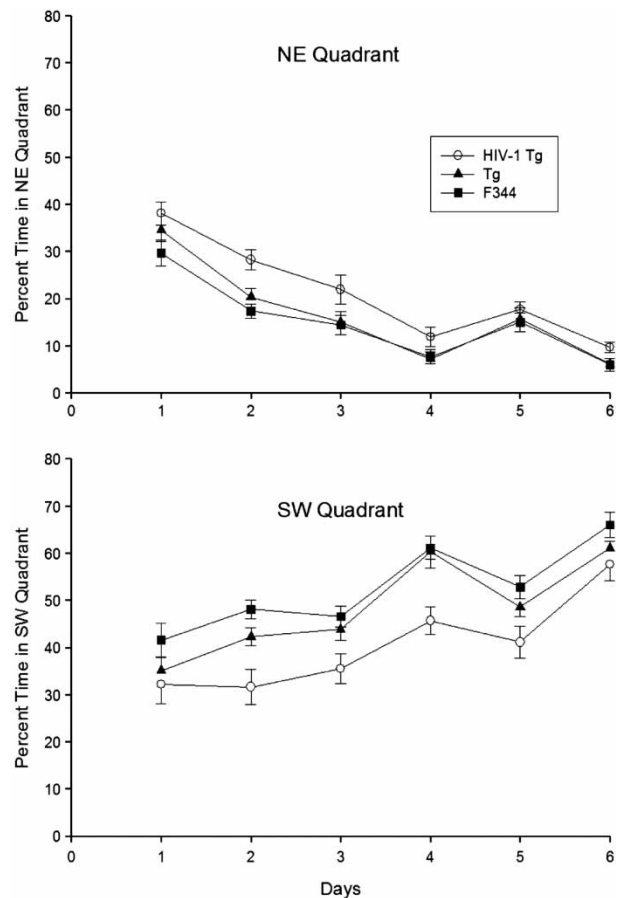 NE Quadrant
Percent Time in NE Quadrant
80
70
60
50
40
30
20
10
0
HIV-1 Tg
Tg
F344
0 1 2 3 4 5 6
SW Quadrant
Percent Time in SW Quadrant
80
70
60
50
40
30
20
10
0
0 1 2 3 4 5 6
Days